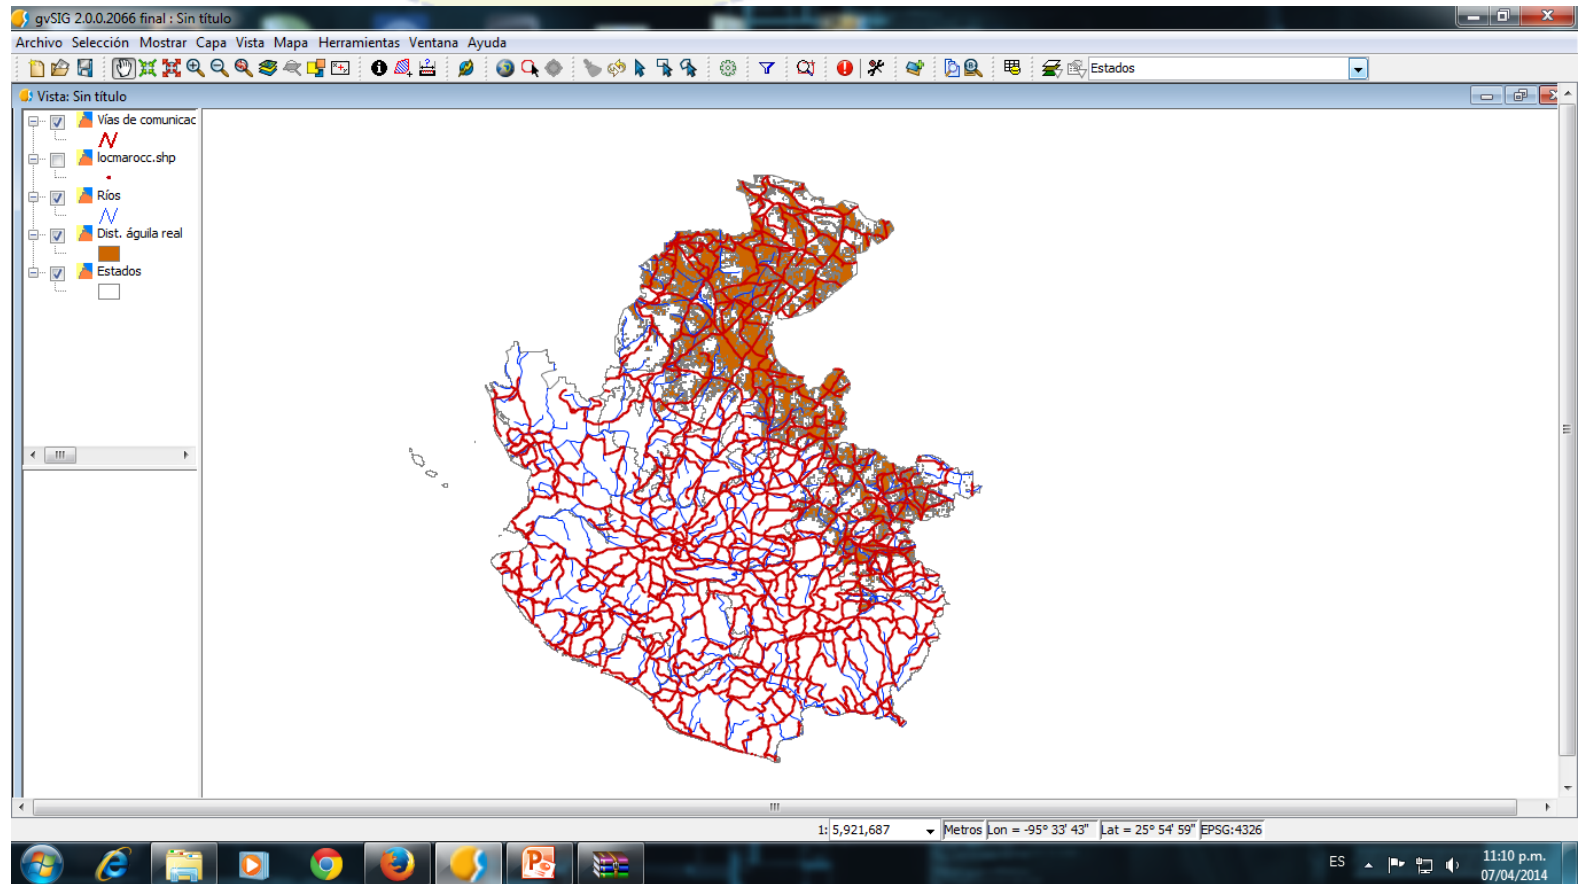 gvSIG 2.0.0.2066 final : Sin título
Archivo Selección Mostrar Capa Vista Mapa Herramientas Ventana Ayuda
Estados
Vista: Sin título
Vías de comunicac
locmarocc.shp
Ríos
Dist. águila real
Estados
1: 5,921,687 Metros Lon = -95° 33' 43" Lat = 25° 54' 59" EPSG:4326
ES
11:10 p.m.
07/04/2014